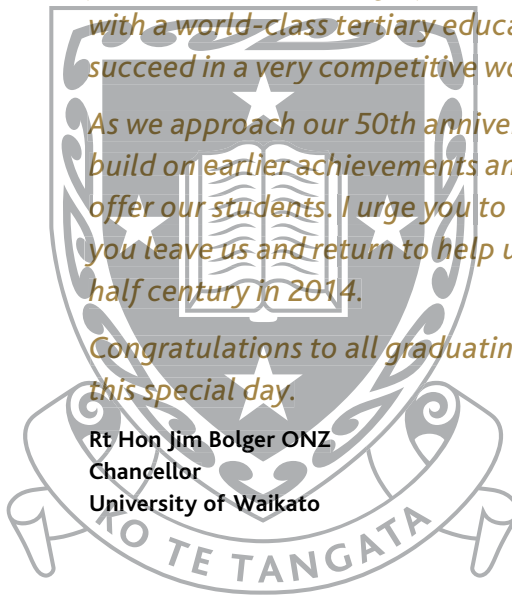 with a world-class tertiary educa
succeed in a very competitive wo
As we approach our 50th annive
build on earlier achievements an
offer our students. I urge you to
you leave us and return to help u
half century in 2014.
Congratulations to all graduatin
this special day.
Rt Hon Jim Bolger ONZ
Chancellor
University of Waikato
KO TE TANGATA